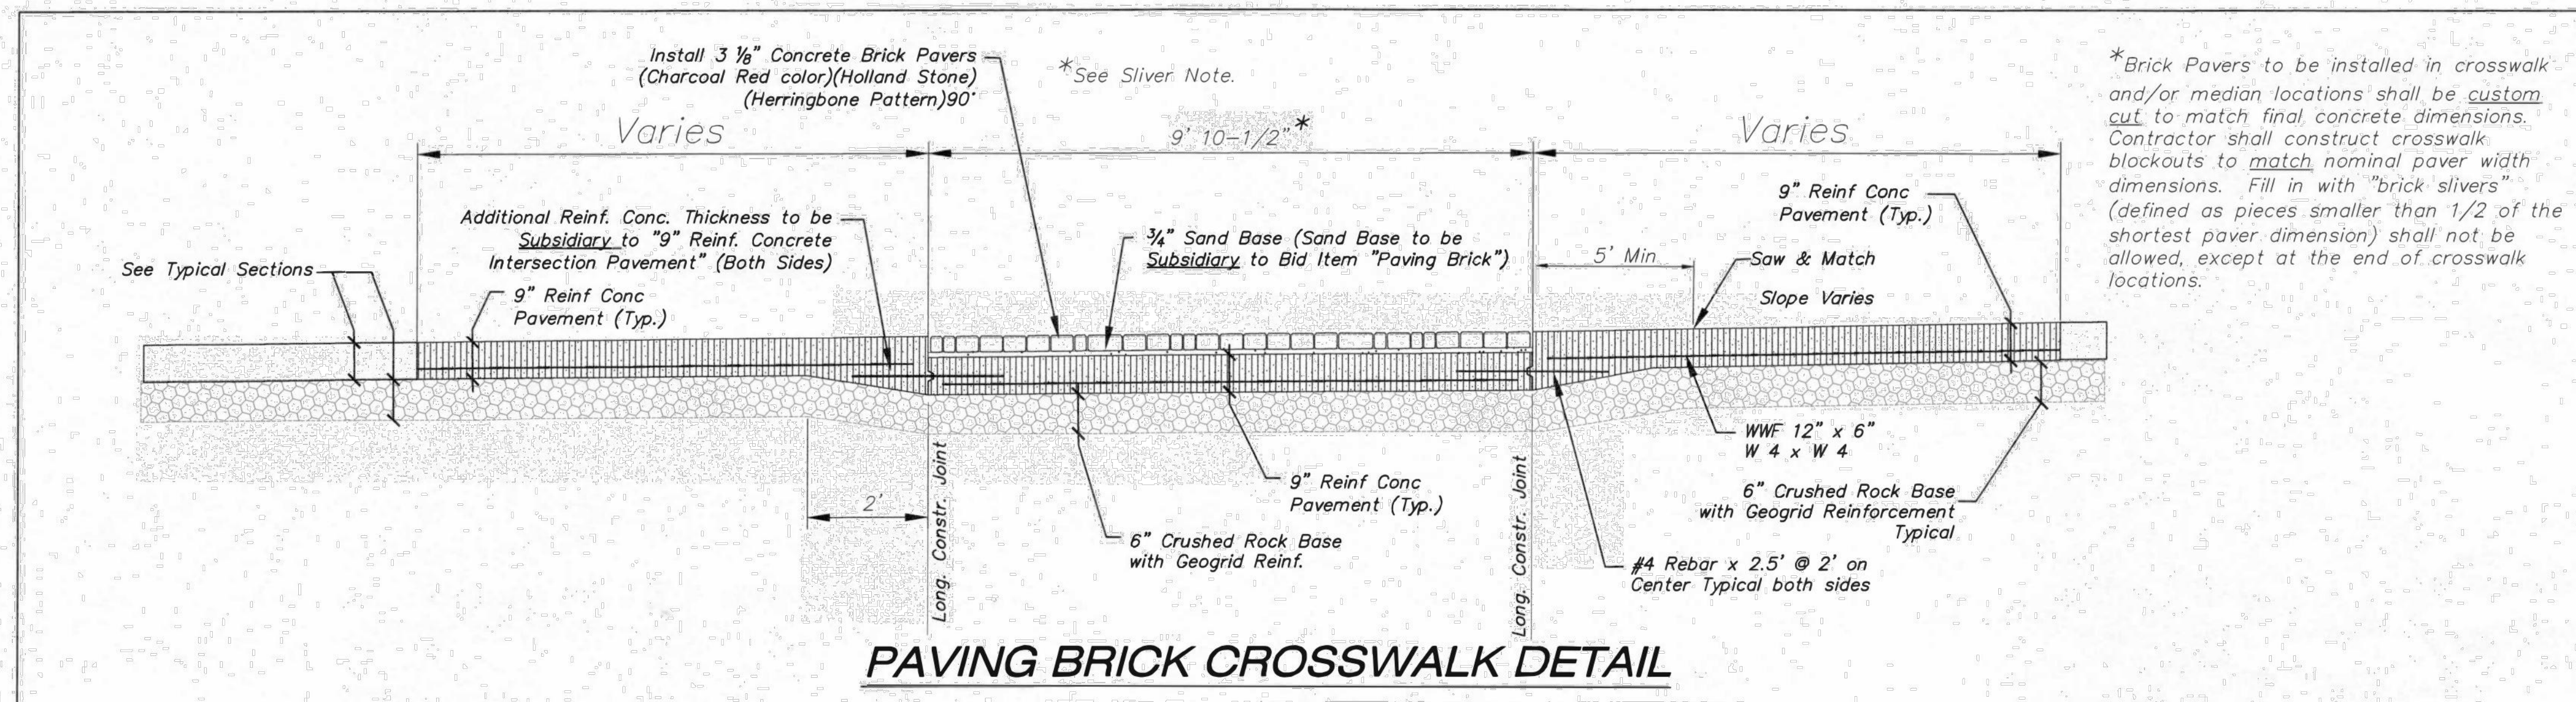 Install 3 ⅛" Concrete Brick Pavers
(Charcoal Red color)(Holland Stone)
(Herringbone Pattern)90°
*See Sliver Note.
*Brick Pavers to be installed in crosswalk
and/or median locations shall be custom
cut to match final concrete dimensions.
Contractor shall construct crosswalk
blockouts to match nominal paver width
dimensions. Fill in with "brick slivers"
(defined as pieces smaller than 1/2 of the
shortest paver dimension) shall not be
allowed, except at the end of crosswalk
locations.
Varies
9' 10-1/2"*
Varies
Additional Reinf. Conc. Thickness to be
Subsidiary to "9" Reinf. Concrete
Intersection Pavement" (Both Sides)
¾" Sand Base (Sand Base to be
Subsidiary to Bid Item "Paving Brick")
9" Reinf Conc
Pavement (Typ.)
5' Min
Saw & Match
Slope Varies
See Typical Sections
9" Reinf Conc
Pavement (Typ.)
WWF 12" x 6"
W 4 x W 4
2'
Long. Constr. Joint
9" Reinf Conc
Pavement (Typ.)
Long. Constr. Joint
6" Crushed Rock Base
with Geogrid Reinforcement
Typical
6" Crushed Rock Base
with Geogrid Reinf.
#4 Rebar x 2.5' @ 2' on
Center Typical both sides
PAVING BRICK CROSSWALK DETAIL